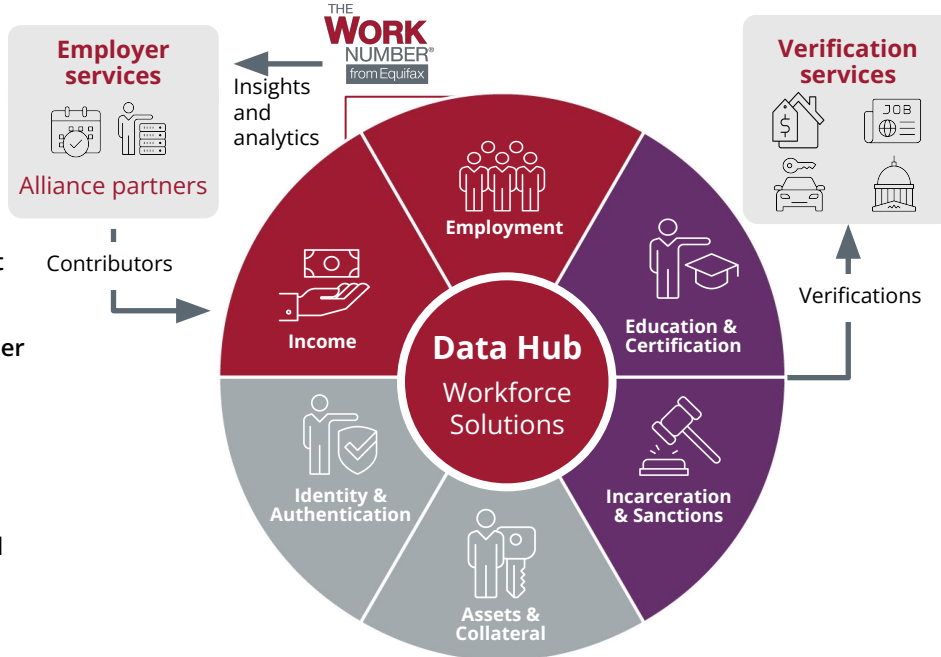 THE
WORK
NUMBER®
from Equifax
Employer
services
Alliance partners
Insights
and
analytics
Verification
services
JOB
$
Contributors
Verifications
er
Employment
Income
Education &
Certification
Data Hub
Workforce
Solutions
Identity &
Authentication
Incarceration
& Sanctions
Assets &
Collateral